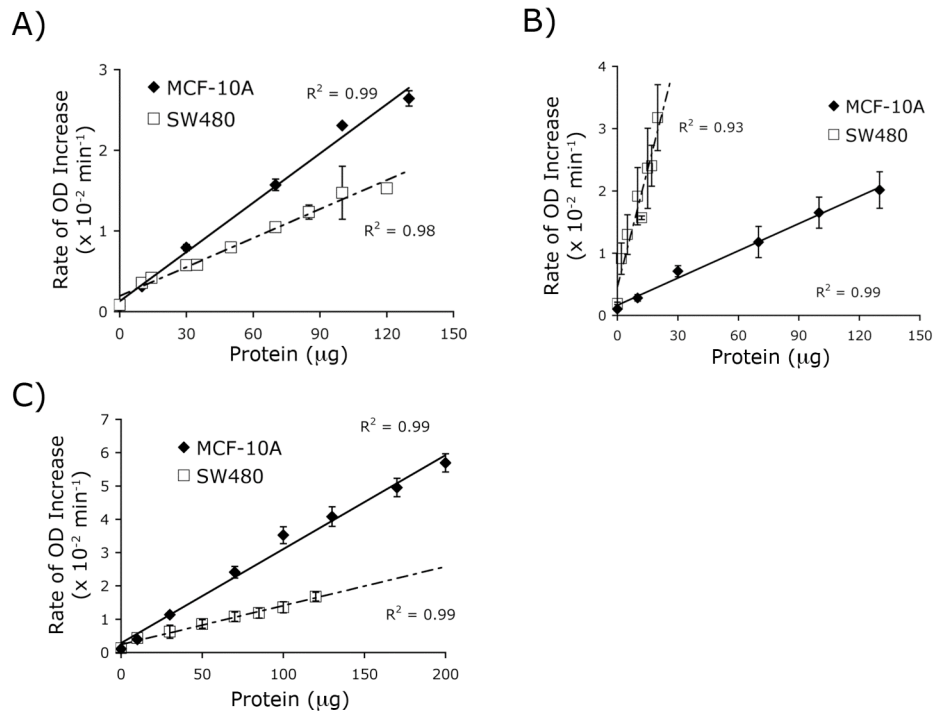 A)
3
2
1
0
0
30
60
90
120
150
Rate of OD Increase
(x 10⁻² min⁻¹)
Protein (μg)
MCF-10A
SW480
R² = 0.99
R² = 0.98
B)
4
3
2
1
0
0
30
60
90
120
150
Rate of OD Increase
(x 10⁻² min⁻¹)
Protein (μg)
MCF-10A
SW480
R² = 0.93
R² = 0.99
C)
7
6
5
4
3
2
1
0
0
50
100
150
200
Rate of OD Increase
(x 10⁻² min⁻¹)
Protein (μg)
MCF-10A
SW480
R² = 0.99
R² = 0.99